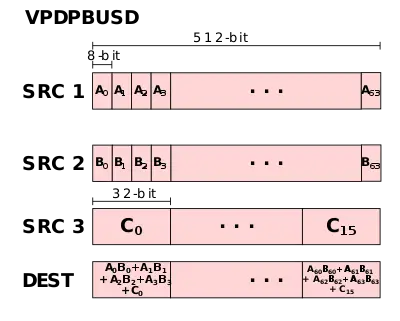 VPDPBUSD
512-bit
8-bit
SRC 1 A0 A1 A2 A3 ... A63
SRC 2 B0 B1 B2 B3 ... B63
32-bit
SRC 3 C0 ... C15
DEST A0B0+A1B1 + A2B2+A3B3 +C0 ... A60B60+A61B61 + A62B62+A63B63 + C15